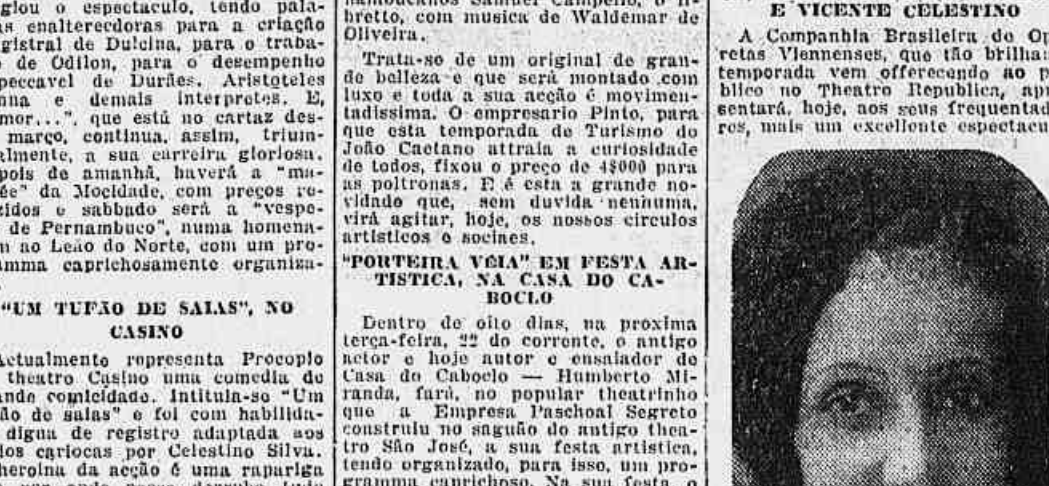 glou o espectaculo, tendo pala-
as enalterecdoras para a criação
gistral de Dulcina, para o traba-
o de Odilon, para o desempenho
peccavel de Durães. Aristoteles
nna e demais interpretes. E,
mor...", que está no cartaz des-
março, continua, assim, trium-
almente, a sua carreira gloriosa.
pois de amanhã, haverá a "ma-
ée" da Mocidade, com preços re-
zidos e sabbado será a "vespe-
de Pernambuco", numa homena-
m ao Leão do Norte, com um pro-
amma caprichosamente organiza-
"UM TUFÃO DE SAIAS", NO
CASINO
Actualmente representa Procopio
theatro Casino uma comedia de
ande comicidade. Intitula-se "Um
ão de saias" e foi com habilida-
digua de registro adaptada aos
ios cariocas por Celestino Silva.
heroina da acção é uma rapariga
nambucanos Samuel Campello, o li-
bretto, com musica de Waldemar de
Oliveira.
Trata-se de um original de gran-
de belleza e que será montado com
luxo e toda a sua acção é movimen-
tadissima. O empresario Pinto, para
que esta temporada de Turismo do
João Caetano attraia a curiosidade
de todos, fixou o preço de 4$000 para
as poltronas. E é esta a grande no-
vidade que, sem duvida nenhuma,
virá agitar, hoje, os nossos circulos
artisticos e sociaes.
"PORTEIRA VÉIA" EM FESTA AR-
TISTICA, NA CASA DO CA-
BOCLO
Dentro de oito dias, na proxima
terça-feira, 22 do corrente, o antigo
actor e hoje autor e ensaiador de
Casa do Caboclo — Humberto Mi-
randa, fará, no popular theatrinho
que a Empresa Paschoal Segreto
construiu no saguão do antigo thea-
tro São José, a sua festa artistica,
tendo organizado, para isso, um pro-
gramma caprichoso. Na sua festa, o
E VICENTE CELESTINO
A Companhia Brasileira de Op
retas Viennenses, que tão brilha
temporada vem offerecendo ao p
blico no Theatro Republica, apr
sentará, hoje, aos seus frequentad
res, mais um excellente espectacu